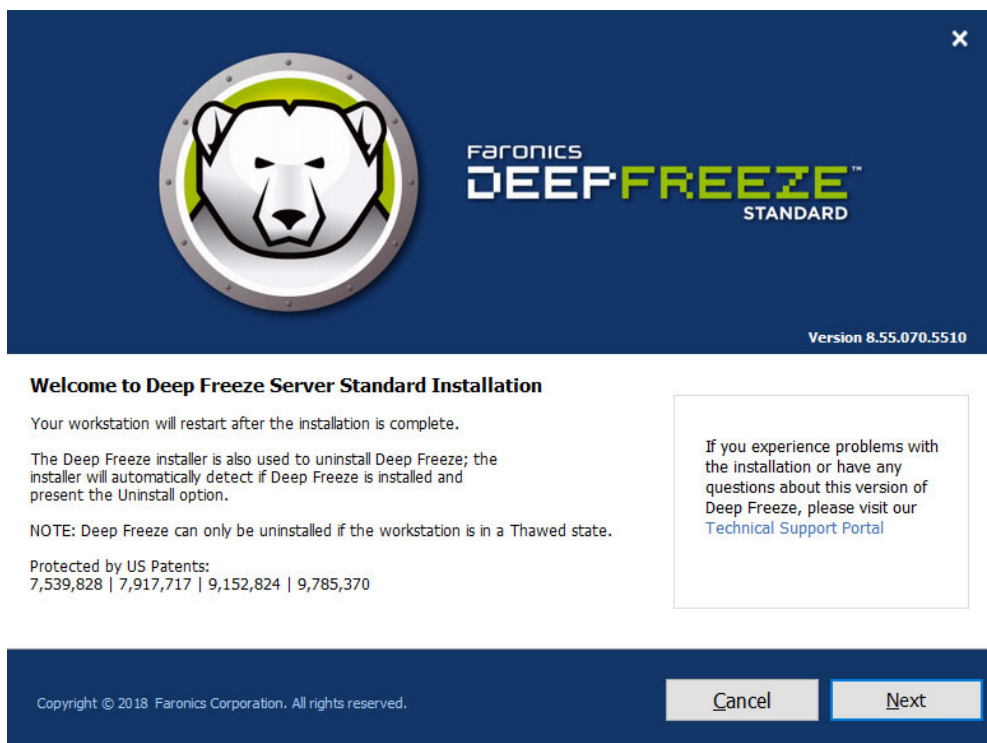 Faronics
DEEPFREEZE™
STANDARD
Version 8.55.070.5510
Welcome to Deep Freeze Server Standard Installation
Your workstation will restart after the installation is complete.
The Deep Freeze installer is also used to uninstall Deep Freeze; the
installer will automatically detect if Deep Freeze is installed and
present the Uninstall option.
NOTE: Deep Freeze can only be uninstalled if the workstation is in a Thawed state.
Protected by US Patents:
7,539,828 | 7,917,717 | 9,152,824 | 9,785,370
If you experience problems with
the installation or have any
questions about this version of
Deep Freeze, please visit our
Technical Support Portal
Copyright © 2018 Faronics Corporation. All rights reserved.
Cancel
Next